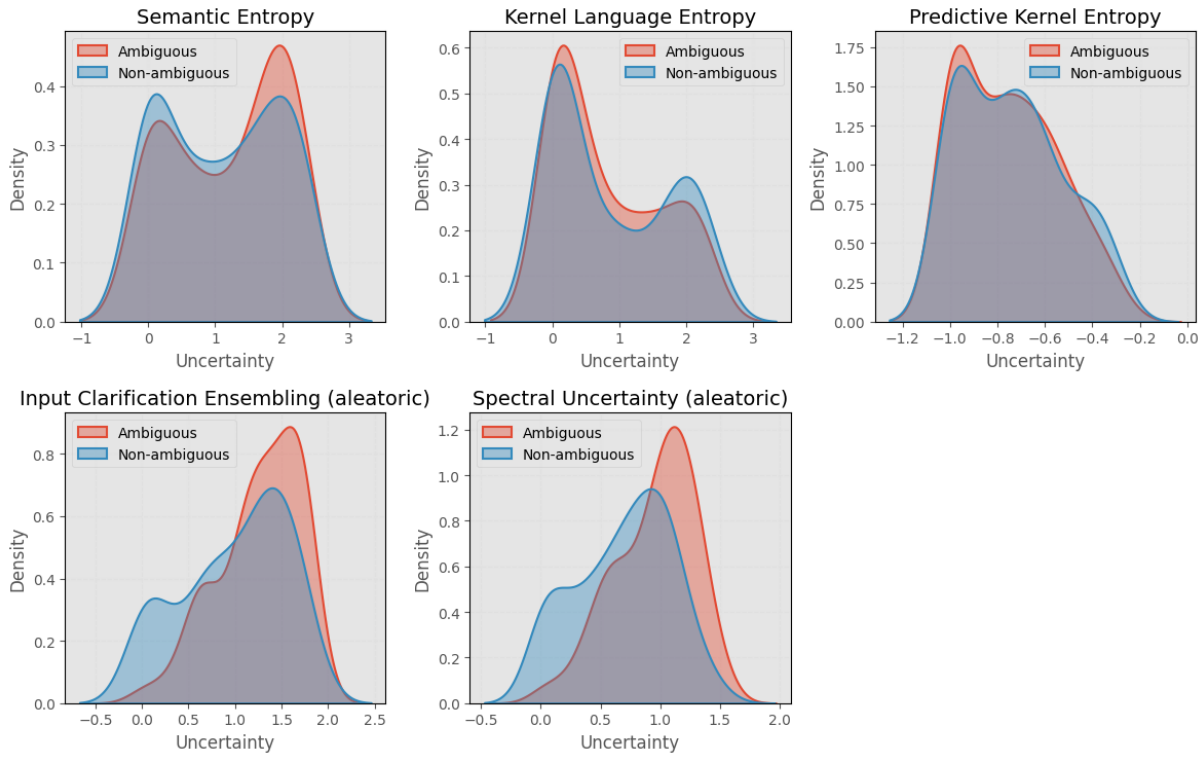 Semantic Entropy
Ambiguous
Non-ambiguous
Density
0.4
0.3
0.2
0.1
0.0
−1
0
1
2
3
Uncertainty
Kernel Language Entropy
Ambiguous
Non-ambiguous
Density
0.6
0.5
0.4
0.3
0.2
0.1
0.0
−1
0
1
2
3
Uncertainty
Predictive Kernel Entropy
Ambiguous
Non-ambiguous
Density
1.75
1.50
1.25
1.00
0.75
0.50
0.25
0.00
−1.2
−1.0
−0.8
−0.6
−0.4
−0.2
0.0
Uncertainty
Input Clarification Ensembling (aleatoric)
Ambiguous
Non-ambiguous
Density
0.8
0.6
0.4
0.2
0.0
−0.5
0.0
0.5
1.0
1.5
2.0
2.5
Uncertainty
Spectral Uncertainty (aleatoric)
Ambiguous
Non-ambiguous
Density
1.2
1.0
0.8
0.6
0.4
0.2
0.0
−0.5
0.0
0.5
1.0
1.5
2.0
Uncertainty